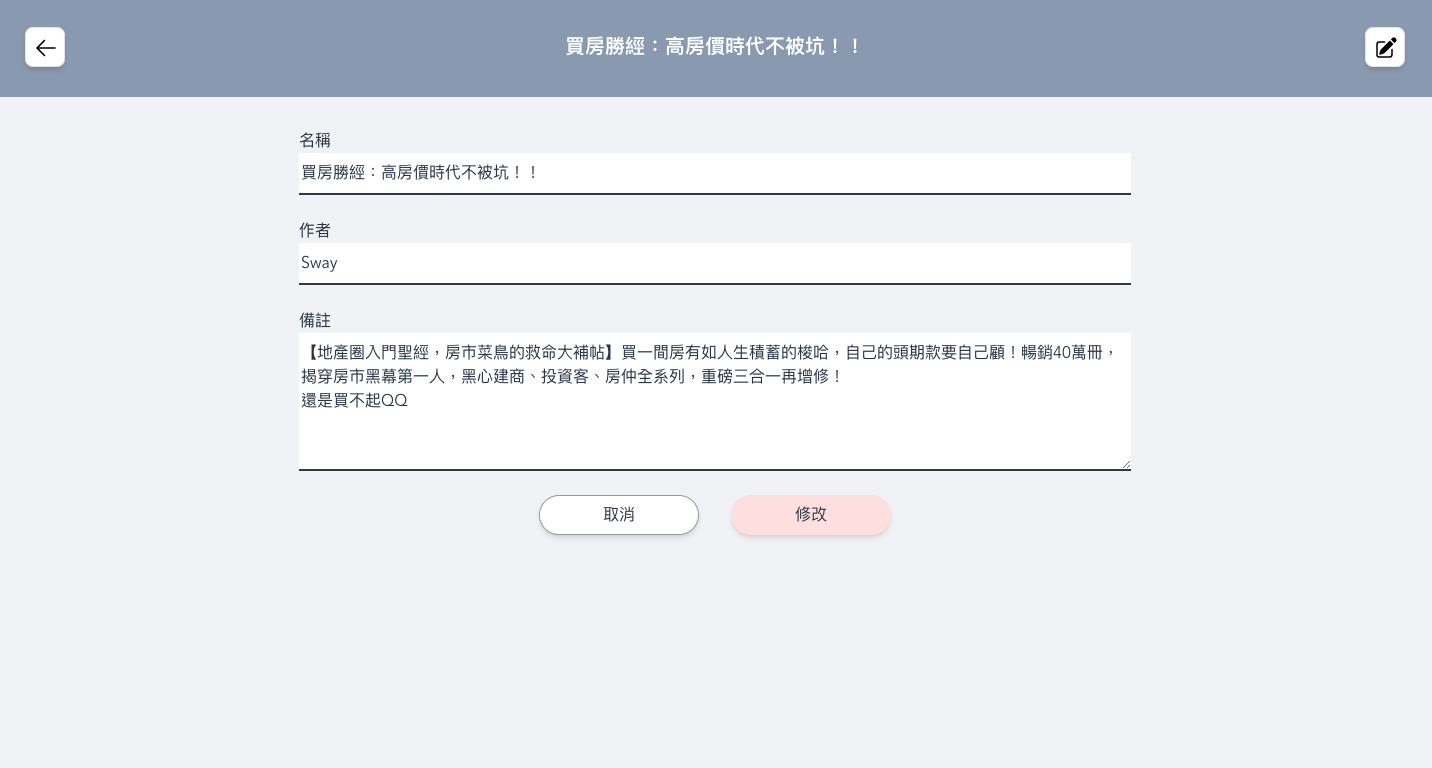 買房勝經：高房價時代不被坑！！
名稱
買房勝經：高房價時代不被坑！！
作者
Sway
備註
【地產圈入門聖經，房市菜鳥的救命大補帖】買一間房有如人生積蓄的梭哈，自己的頭期款要自己顧！暢銷40萬冊，
揭穿房市黑幕第一人，黑心建商、投資客、房仲全系列，重磅三合一再增修！
還是買不起QQ
取消
修改